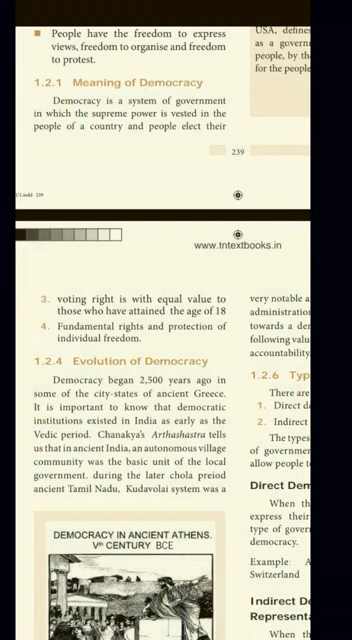 ■ People have the freedom to express
views, freedom to organise and freedom
to protest.
1.2.1 Meaning of Democracy
Democracy is a system of government
in which the supreme power is vested in the
people of a country and people elect their
USA, defines
as a govern
people, by th
for the people
239
U1.indd 239
www.tntextbooks.in
3. voting right is with equal value to
those who have attained the age of 18
4. Fundamental rights and protection of
individual freedom.
1.2.4 Evolution of Democracy
Democracy began 2,500 years ago in
some of the city-states of ancient Greece.
It is important to know that democratic
institutions existed in India as early as the
Vedic period. Chanakya's Arthashastra tells
us that in ancient India, an autonomous village
community was the basic unit of the local
government. during the later chola preiod
ancient Tamil Nadu, Kudavolai system was a
DEMOCRACY IN ANCIENT ATHENS.
Vth CENTURY BCE
very notable a
administration
towards a der
following valu
accountability
1.2.6 Typ
There are
1. Direct de
2. Indirect
The types
of governmen
allow people to
Direct Dem
When th
express their
type of gover
democracy.
Example: A
Switzerland
Indirect De
Representa
When th